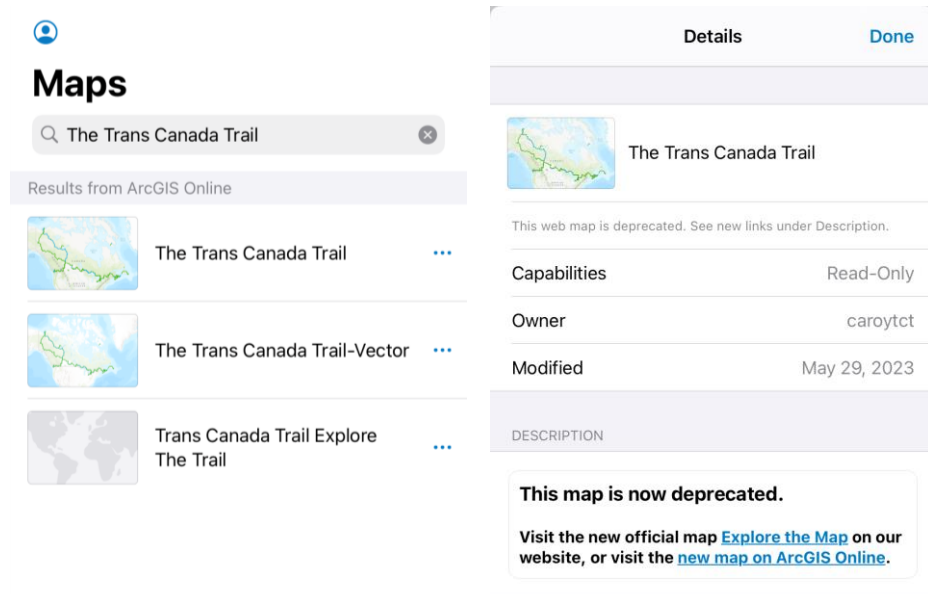 Maps
The Trans Canada Trail
Results from ArcGIS Online
The Trans Canada Trail
The Trans Canada Trail-Vector
Trans Canada Trail Explore
The Trail
Details
Done
The Trans Canada Trail
This web map is deprecated. See new links under Description.
Capabilities
Read-Only
Owner
caroytct
Modified
May 29, 2023
DESCRIPTION
This map is now deprecated.
Visit the new official map Explore the Map on our
website, or visit the new map on ArcGIS Online.